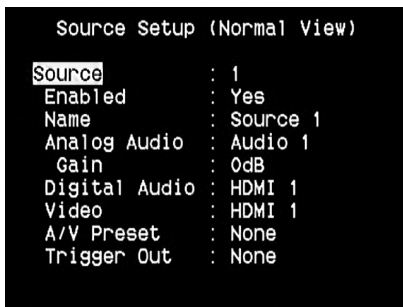 Source Setup (Normal View)
Source : 1
Enabled : Yes
Name : Source 1
Analog Audio : Audio 1
Gain : 0dB
Digital Audio : HDMI 1
Video : HDMI 1
A/V Preset : None
Trigger Out : None